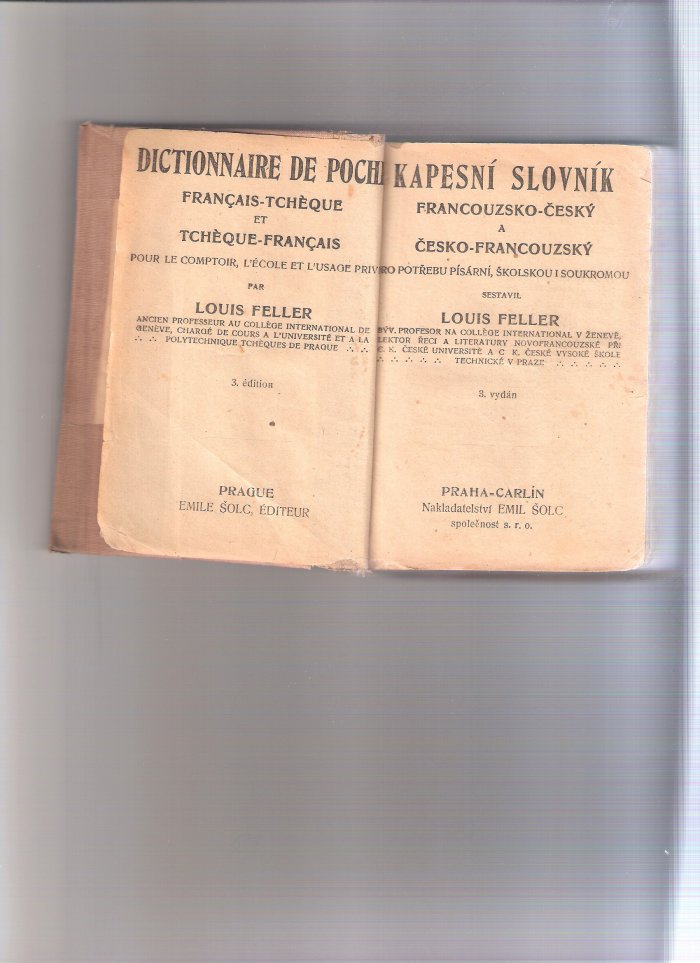 DICTIONNAIRE DE POCH
FRANÇAIS-TCHÈQUE
ET
TCHÈQUE-FRANÇAIS
POUR LE COMPTOIR, L'ÉCOLE ET L'USAGE PRIV
PAR
LOUIS FELLER
ANCIEN PROFESSEUR AU COLLÈGE INTERNATIONAL DE
GENÈVE, CHARGÉ DE COURS A L'UNIVERSITÉ ET A LA
∴ ∴ POLYTECHNIQUE TCHÈQUES DE PRAGUE ∴ ∴
3. édition
PRAGUE
EMILE ŠOLC, ÉDITEUR
KAPESNÍ SLOVNÍK
FRANCOUZSKO-ČESKÝ
A
ČESKO-FRANCOUZSKÝ
RO POTŘEBU PÍSÁRNÍ, ŠKOLSKOU I SOUKROMOU
SESTAVIL
LOUIS FELLER
BÝV. PROFESOR NA COLLÈGE INTERNATIONAL V ŽENEVĚ,
LEKTOR ŘECI A LITERATURY NOVOFRANCOUZSKÉ PŘI
C. K. ČESKÉ UNIVERSITĚ A C. K. ČESKÉ VYSOKÉ ŠKOLE
∴ ∴ ∴ ∴ ∴ TECHNICKÉ V PRAZE ∴ ∴ ∴ ∴ ∴
3. vydán
PRAHA-CARLÍN
Nakladatelství EMIL ŠOLC
společnost s. r. o.